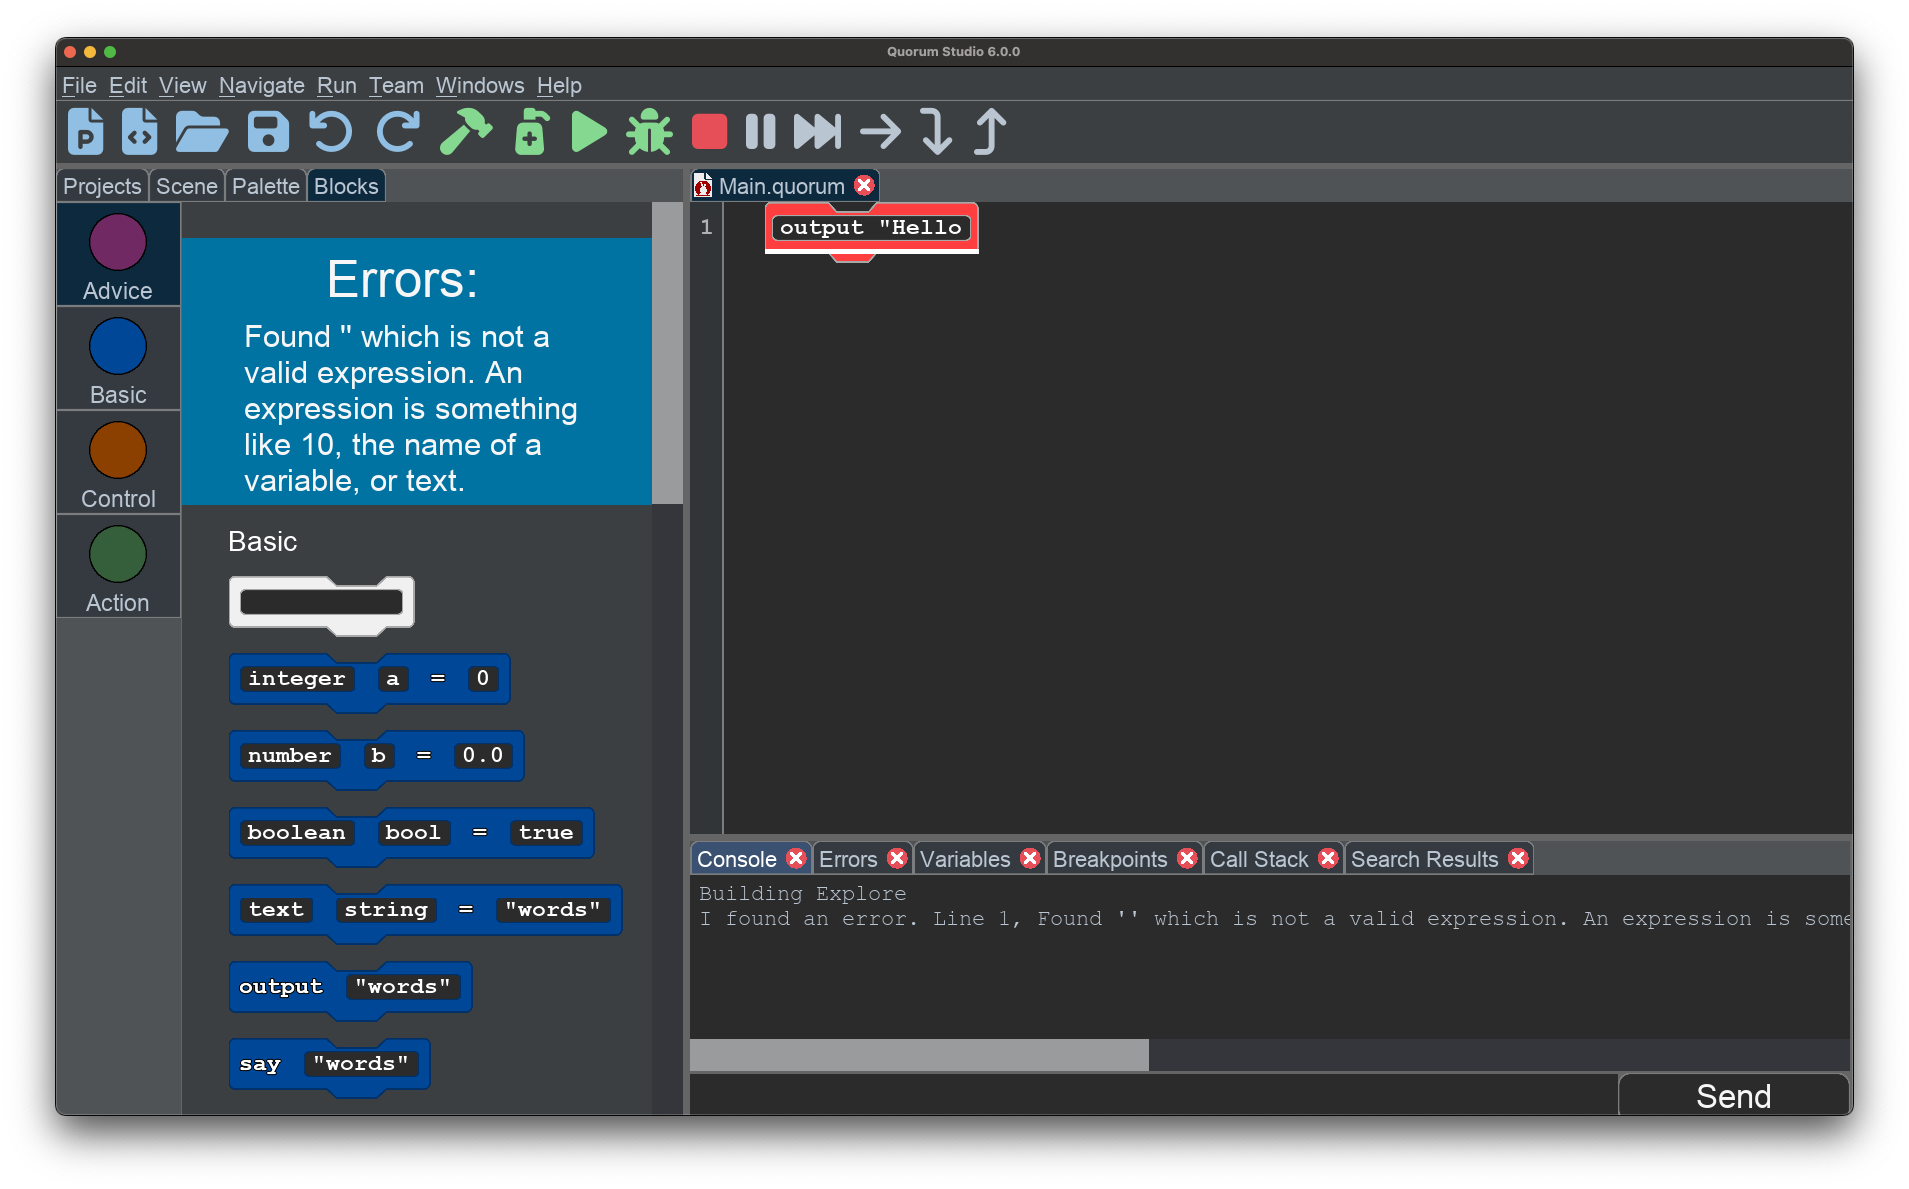 Quorum Studio 6.0.0
File Edit View Navigate Run Team Windows Help
Projects Scene Palette Blocks
Advice
Basic
Control
Action
Errors:
Found '' which is not a
valid expression. An
expression is something
like 10, the name of a
variable, or text.
Basic
integer a = 0
number b = 0.0
boolean bool = true
text string = "words"
output "words"
say "words"
Main.quorum
1 output "Hello
Console Errors Variables Breakpoints Call Stack Search Results
Building Explore
I found an error. Line 1, Found '' which is not a valid expression. An expression is some
Send